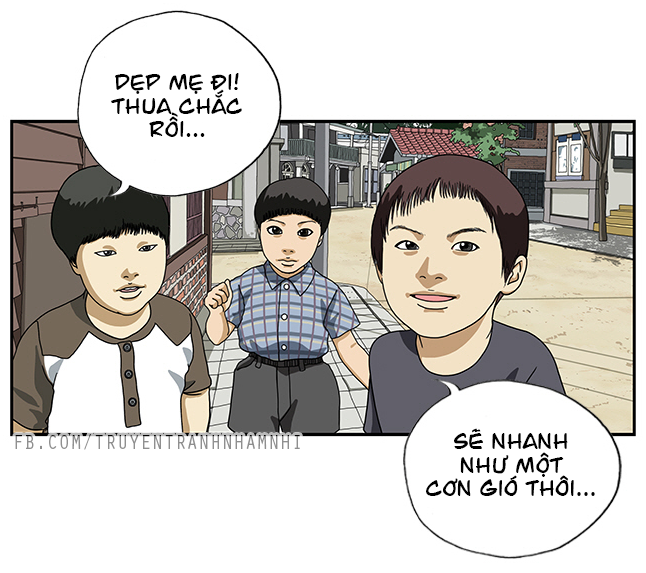 DẸP MẸ ĐI!
THUA CHẮC
RỒI...
FB.COM/TRUYENTRANHNHAMNHI
SẼ NHANH
NHƯ MỘT
CƠN GIÓ THÔI...